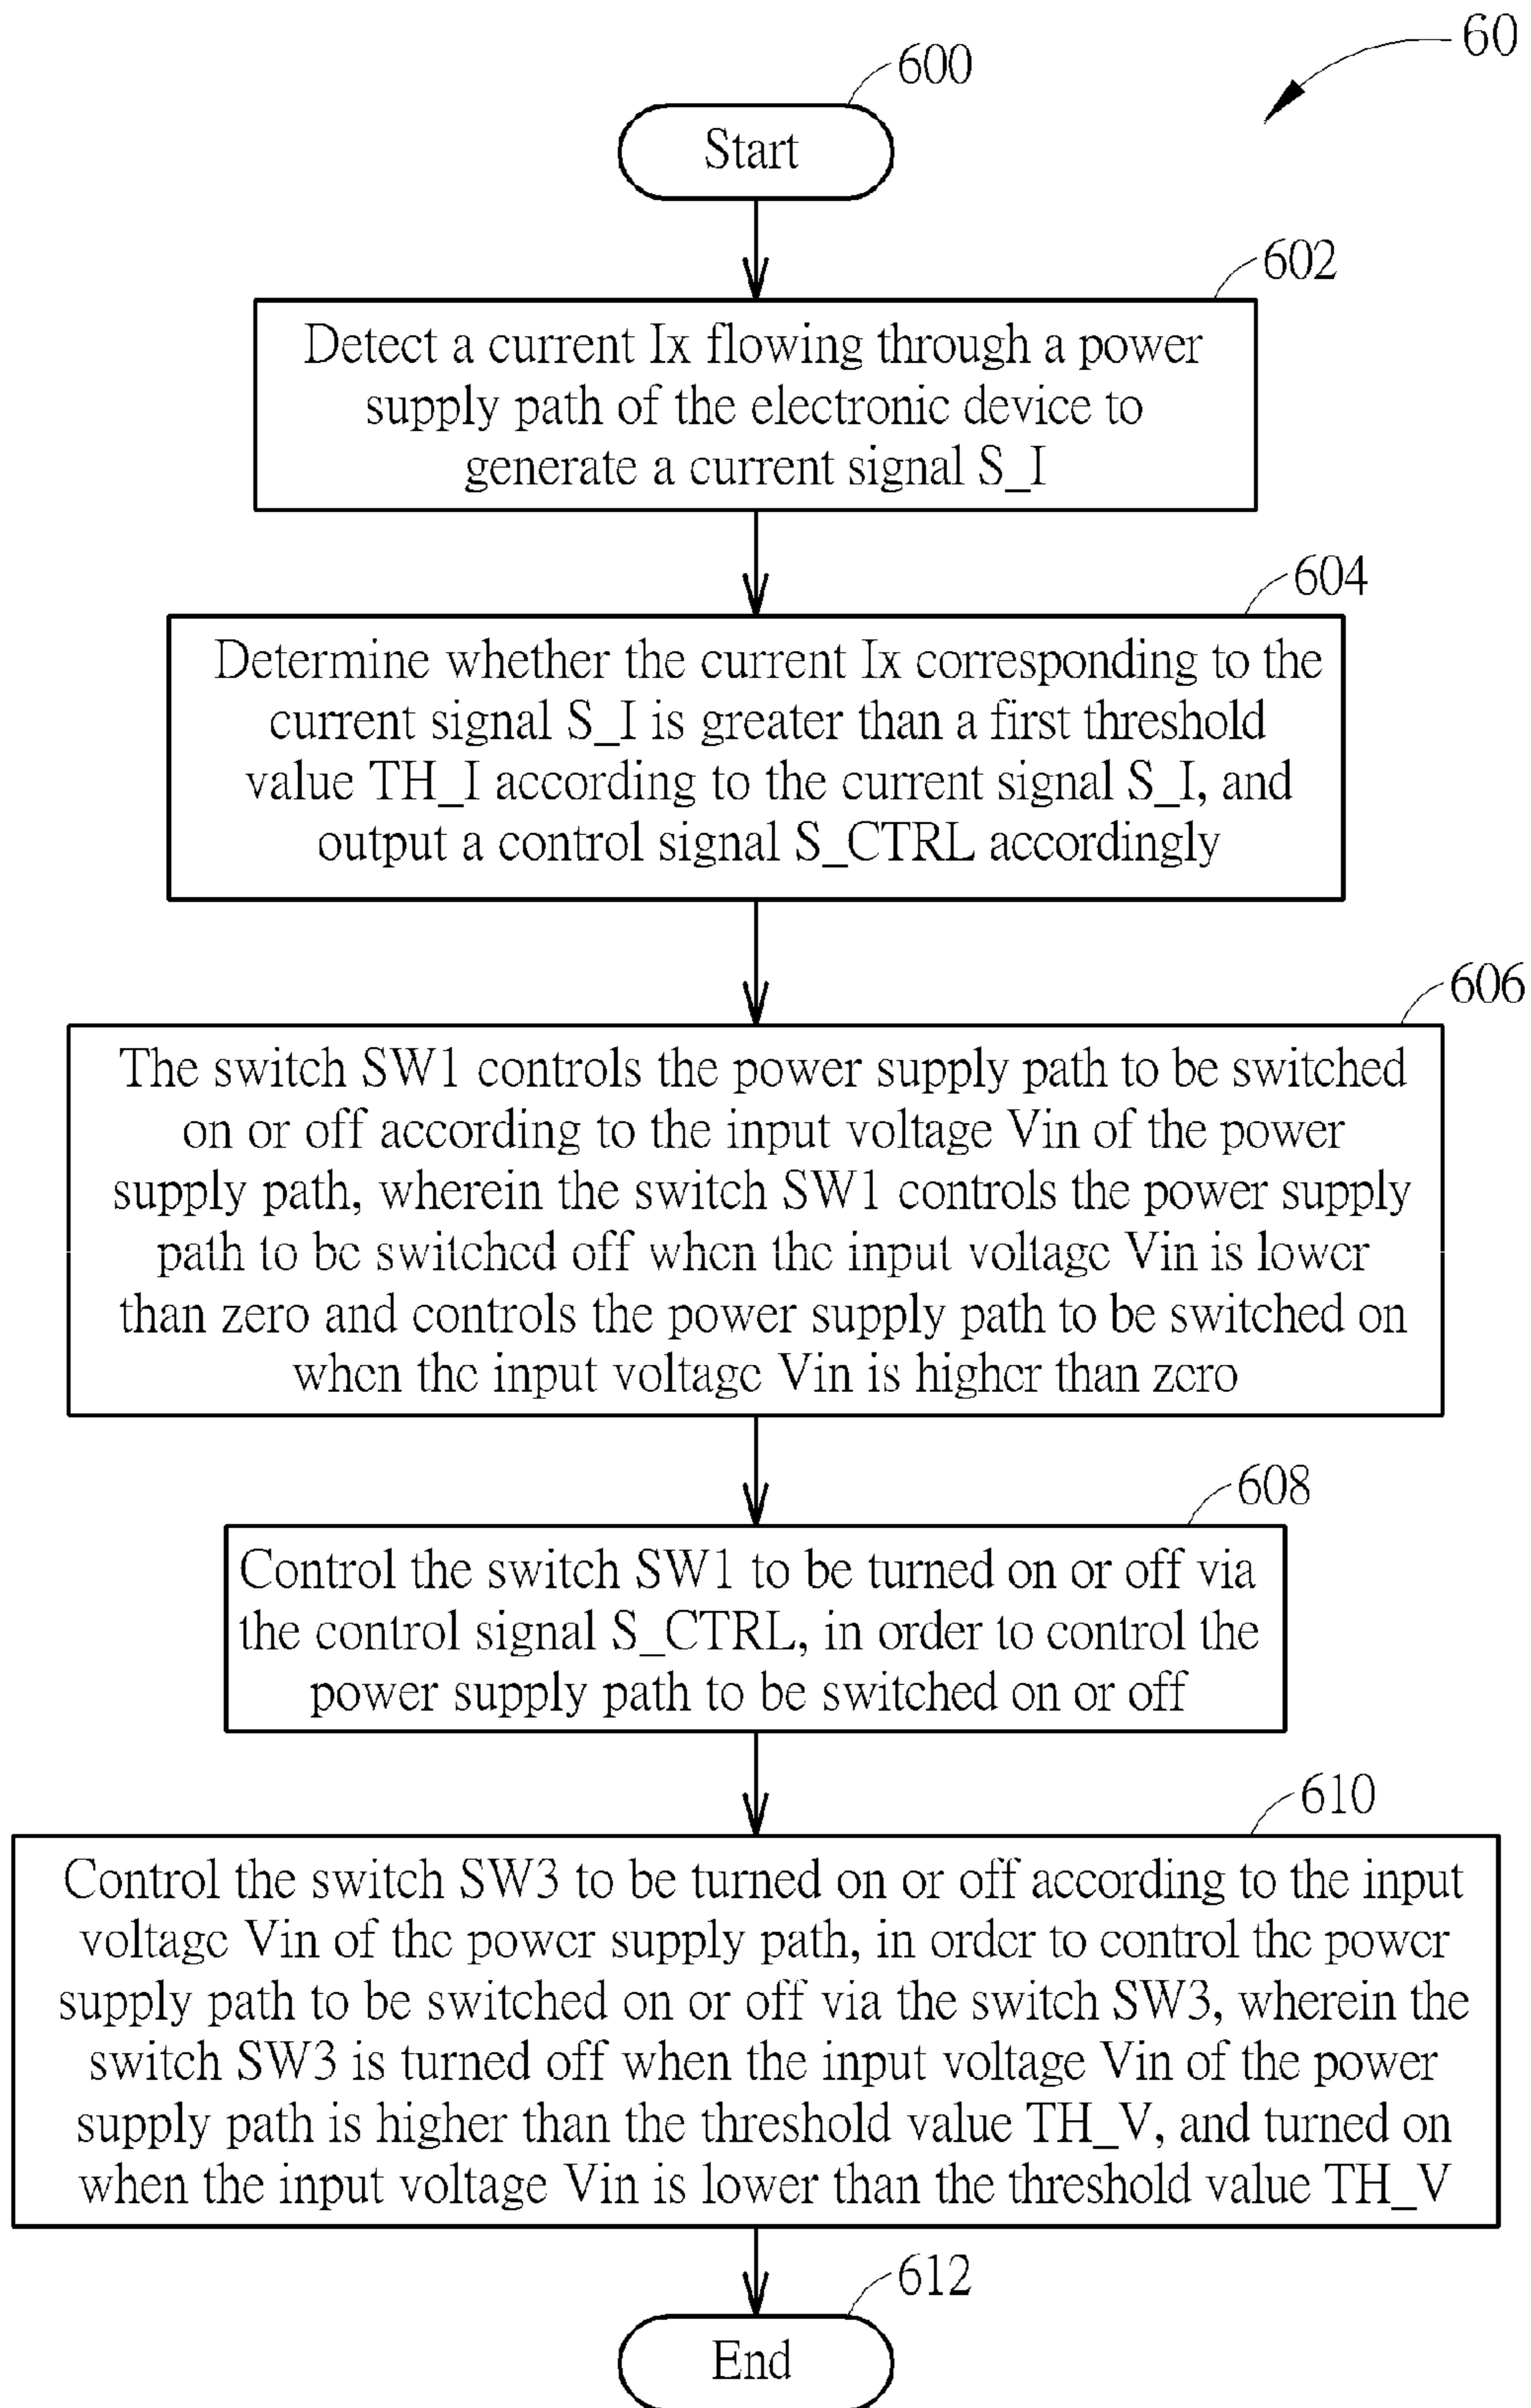 60
600
Start
602
Detect a current Ix flowing through a power
supply path of the electronic device to
generate a current signal S_I
604
Determine whether the current Ix corresponding to the
current signal S_I is greater than a first threshold
value TH_I according to the current signal S_I, and
output a control signal S_CTRL accordingly
606
The switch SW1 controls the power supply path to be switched
on or off according to the input voltage Vin of the power
supply path, wherein the switch SW1 controls the power supply
path to be switched off when the input voltage Vin is lower
than zero and controls the power supply path to be switched on
when the input voltage Vin is higher than zero
608
Control the switch SW1 to be turned on or off via
the control signal S_CTRL, in order to control the
power supply path to be switched on or off
610
Control the switch SW3 to be turned on or off according to the input
voltage Vin of the power supply path, in order to control the power
supply path to be switched on or off via the switch SW3, wherein the
switch SW3 is turned off when the input voltage Vin of the power
supply path is higher than the threshold value TH_V, and turned on
when the input voltage Vin is lower than the threshold value TH_V
612
End